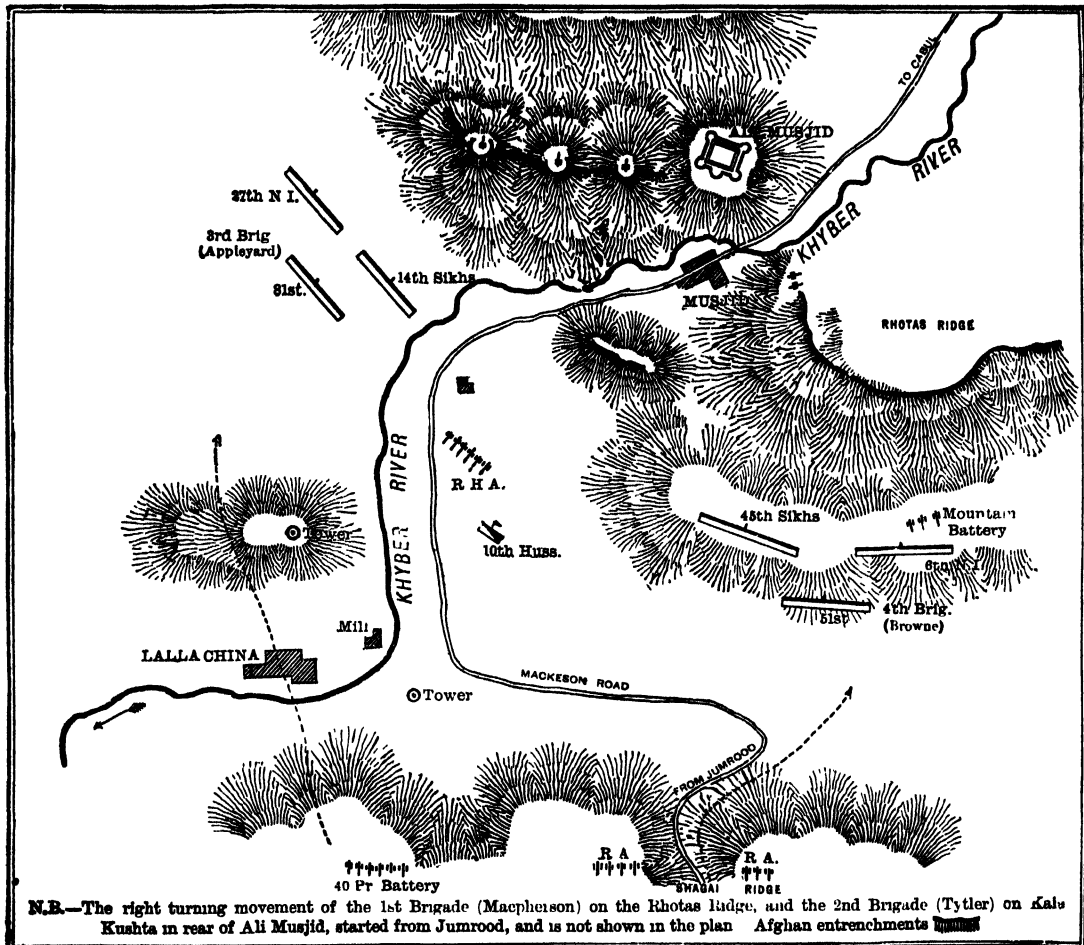 TO CABUL
ALI MUSJID
RIVER
KHYBER
27th N I.
3rd Brig
(Appleyard)
81st.
14th Sikhs
MUSJID
RHOTAS RIDGE
KHYBER RIVER
R H A.
10th Huss.
45th Sikhs
Mountain
Battery
6th N.I.
51st
4th Brig.
(Browne)
Tower
Mill
LALLA CHINA
Tower
MACKESON ROAD
FROM JUMROOD
40 Pr Battery
R A
R A.
SHAGAI RIDGE
N.B.—The right turning movement of the 1st Brigade (Macpherson) on the Rhotas Ridge, and the 2nd Brigade (Tytler) on Kata
Kushta in rear of Ali Musjid, started from Jumrood, and is not shown in the plan Afghan entrenchments